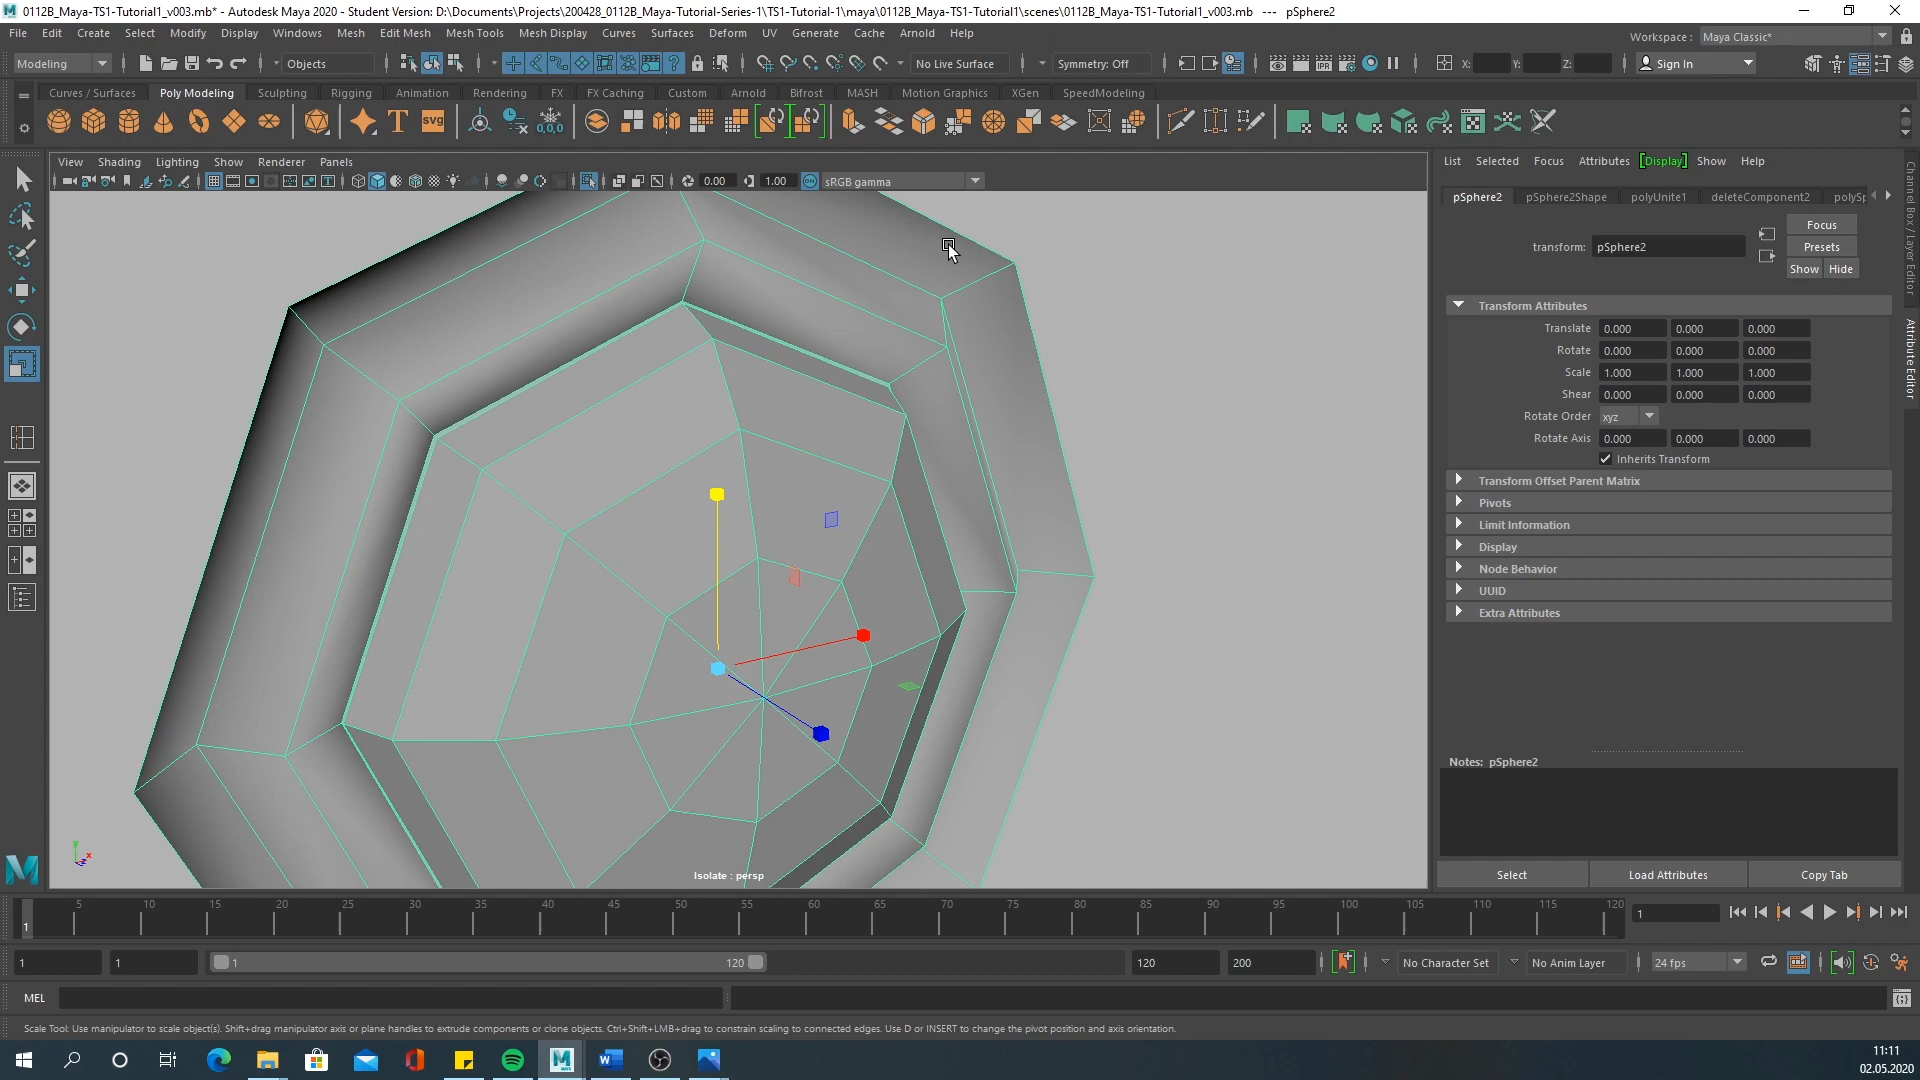 0112B_Maya-TS1-Tutorial1_v003.mb* - Autodesk Maya 2020 - Student Version: D:\Documents\Projects\200428_0112B_Maya-Tutorial-Series-1\TS1-Tutorial-1\maya\0112B_Maya-TS1-Tutorial1\scenes\0112B_Maya-TS1-Tutorial1_v003.mb --- pSphere2
File Edit Create Select Modify Display Windows Mesh Edit Mesh Mesh Tools Mesh Display Curves Surfaces Deform UV Generate Cache Arnold Help
Workspace : Maya Classic*
Modeling Objects No Live Surface Symmetry: Off X: Y: Z: Sign In
Curves / Surfaces Poly Modeling Sculpting Rigging Animation Rendering FX FX Caching Custom Arnold Bifrost MASH Motion Graphics XGen SpeedModeling
T SVG 0,0,0
View Shading Lighting Show Renderer Panels
0.00 1.00 ON sRGB gamma
Isolate : persp
List Selected Focus Attributes Display Show Help
pSphere2 pSphere2Shape polyUnite1 deleteComponent2 polySp
transform: pSphere2
Focus
Presets
Show Hide
Transform Attributes
Translate 0.000 0.000 0.000
Rotate 0.000 0.000 0.000
Scale 1.000 1.000 1.000
Shear 0.000 0.000 0.000
Rotate Order xyz
Rotate Axis 0.000 0.000 0.000
Inherits Transform
Transform Offset Parent Matrix
Pivots
Limit Information
Display
Node Behavior
UUID
Extra Attributes
Notes: pSphere2
Select Load Attributes Copy Tab
Channel Box / Layer Editor
Attribute Editor
5 10 15 20 25 30 35 40 45 50 55 60 65 70 75 80 85 90 95 100 105 110 115 120
1 1
1 1 1 120 120 200 No Character Set No Anim Layer 24 fps
MEL
Scale Tool: Use manipulator to scale object(s). Shift+drag manipulator axis or plane handles to extrude components or clone objects. Ctrl+Shift+LMB+drag to constrain scaling to connected edges. Use D or INSERT to change the pivot position and axis orientation.
11:11
02.05.2020